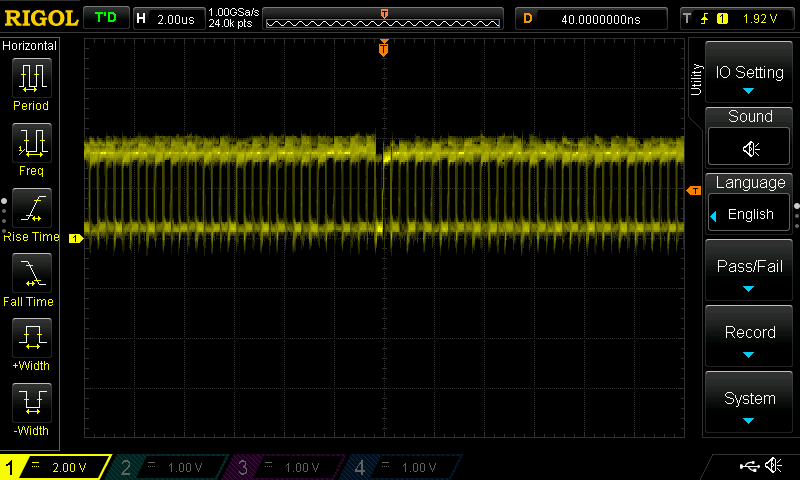 RIGOL T'D H 2.00us 1.00GSa/s 24.0k pts T D 40.0000000ns T 1 1.92 V
Horizontal
Period
Freq
Rise Time
Fall Time
+Width
-Width
T
T
1
Utility
IO Setting
Sound
Language
English
Pass/Fail
Record
System
1 2.00 V 2 1.00 V 3 1.00 V 4 1.00 V